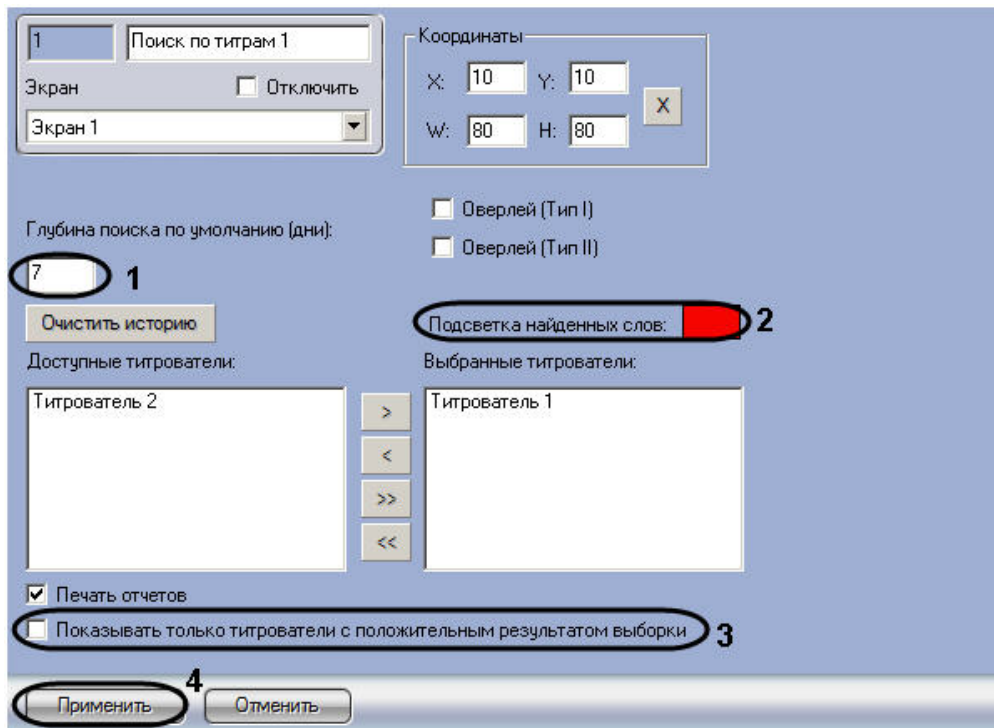 1 Поиск по титрам 1
Экран Отключить
Экран 1
Координаты
X: 10 Y: 10
W: 80 H: 80
X
Оверлей (Тип I)
Оверлей (Тип II)
Глубина поиска по умолчанию (дни):
7 1
Очистить историю
Подсветка найденных слов: 2
Доступные титрователи:
Титрователь 2
>
<
>>
<<
Выбранные титрователи:
Титрователь 1
Печать отчетов
Показывать только титрователи с положительным результатом выборки 3
4
Применить Отменить